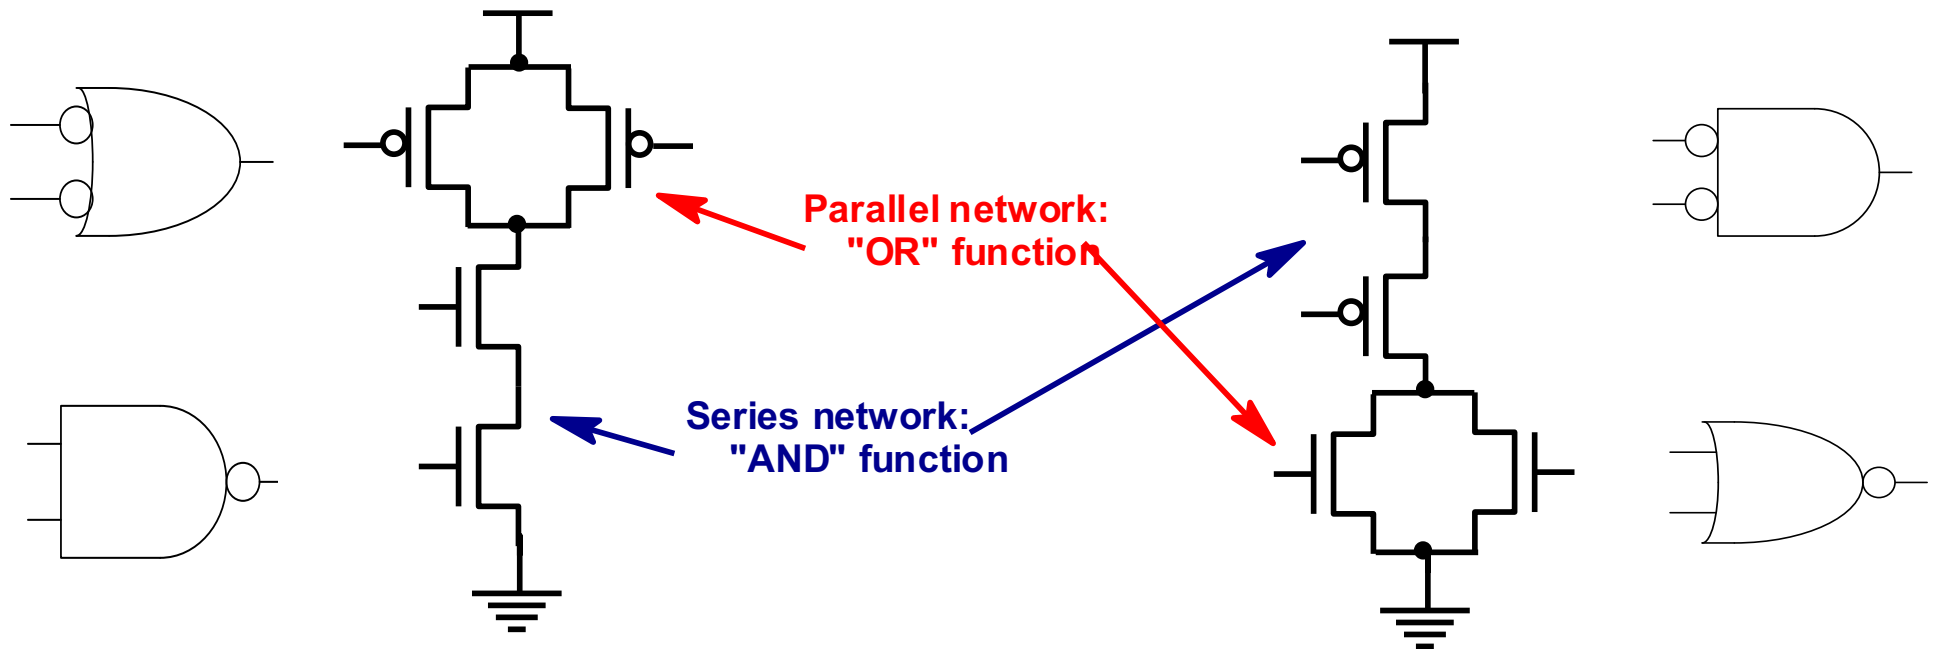 Parallel network:
"OR" function
Series network:
"AND" function